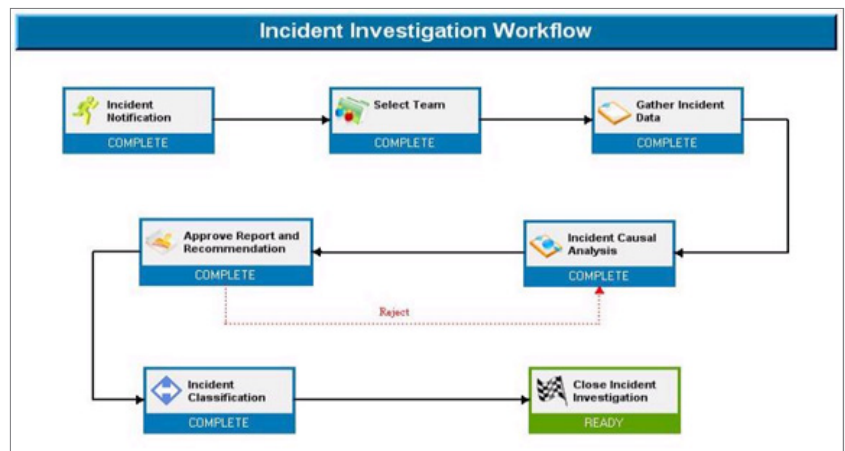 Incident Investigation Workflow
Incident
Notification
COMPLETE
Select Team
COMPLETE
Gather Incident
Data
COMPLETE
Approve Report and
Recommendation
COMPLETE
Incident Causal
Analysis
COMPLETE
Reject
Incident
Classification
COMPLETE
Close Incident
Investigation
READY